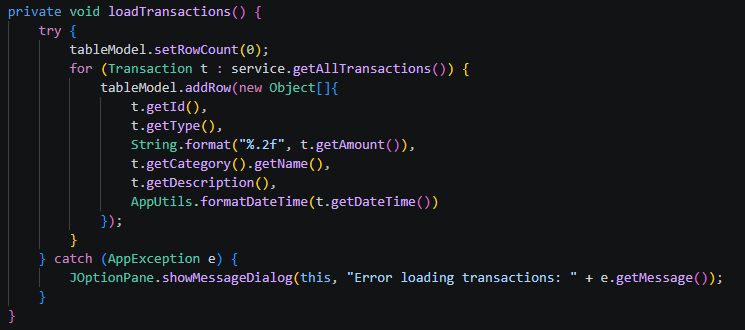 private void loadTransactions() {
    try {
        tableModel.setRowCount(0);
        for (Transaction t : service.getAllTransactions()) {
            tableModel.addRow(new Object[]{
                t.getId(),
                t.getType(),
                String.format("%.2f", t.getAmount()),
                t.getCategory().getName(),
                t.getDescription(),
                AppUtils.formatDateTime(t.getDateTime())
            });
        }
    } catch (AppException e) {
        JOptionPane.showMessageDialog(this, "Error loading transactions: " + e.getMessage());
    }
}